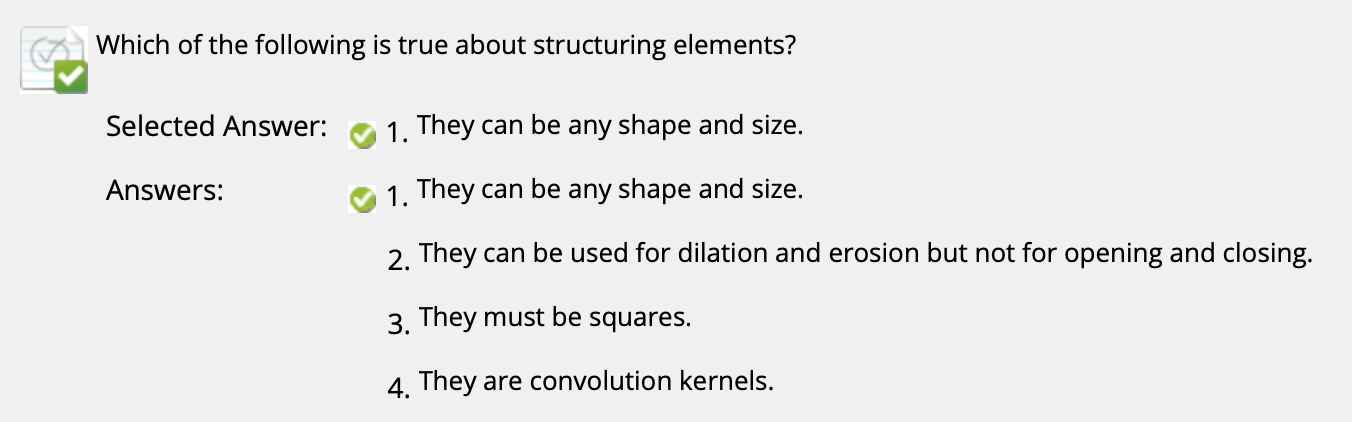 Which of the following is true about structuring elements?
Selected Answer: 1. They can be any shape and size.
Answers: 1. They can be any shape and size.
2. They can be used for dilation and erosion but not for opening and closing.
3. They must be squares.
4. They are convolution kernels.